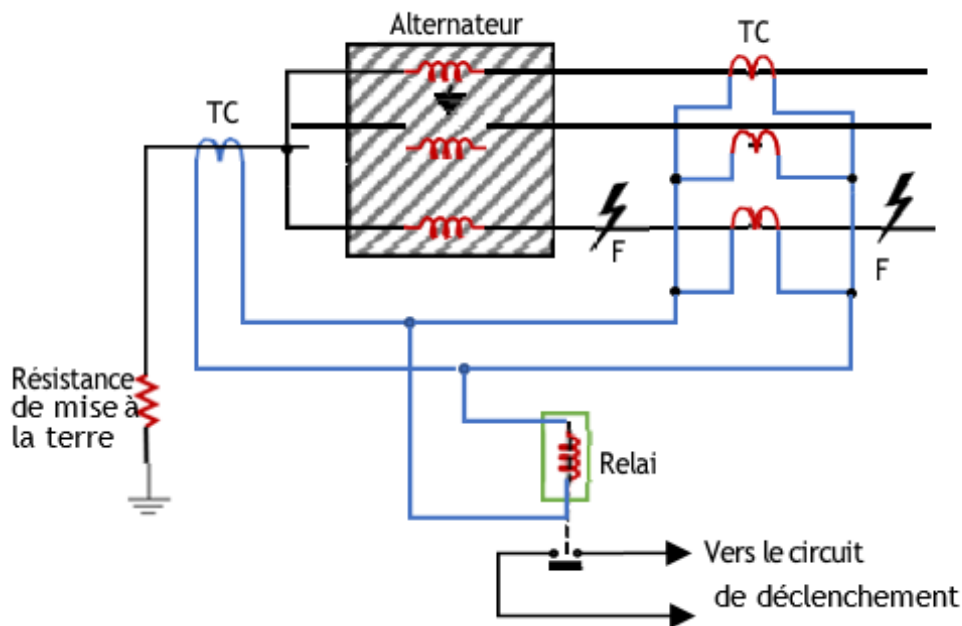 Alternateur
TC
TC
F
F
Résistance
de mise à
la terre
Relai
Vers le circuit
de déclenchement